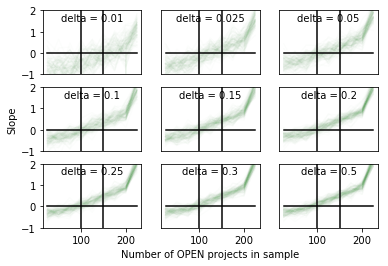 delta = 0.01
delta = 0.025
delta = 0.05
2
1
0
−1
delta = 0.1
delta = 0.15
delta = 0.2
2
1
0
−1
Slope
delta = 0.25
delta = 0.3
delta = 0.5
2
1
0
−1
100 200
100 200
100 200
Number of OPEN projects in sample